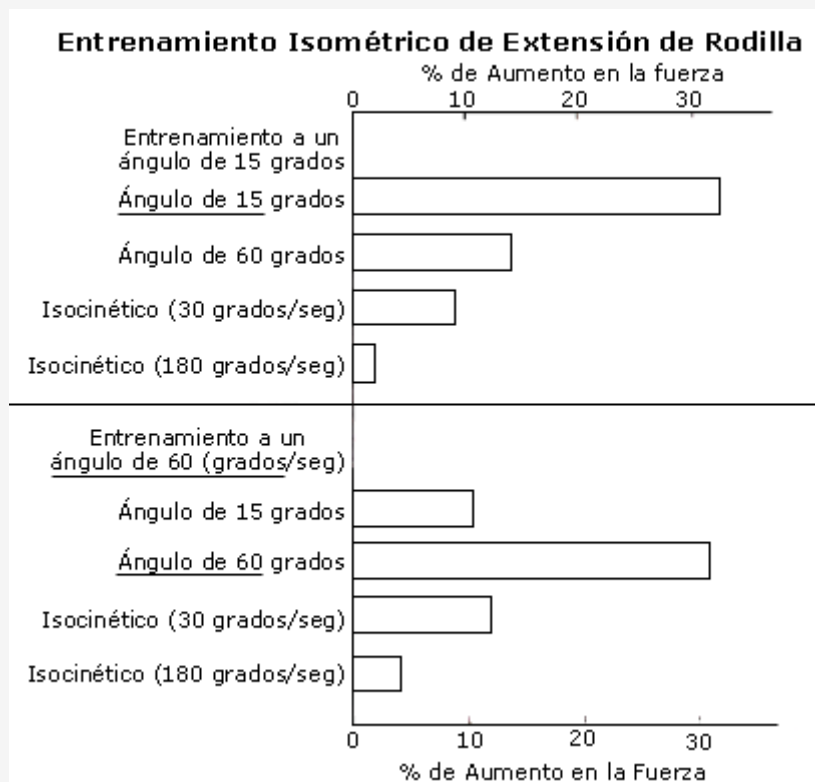 Entrenamiento Isométrico de Extensión de Rodilla
% de Aumento en la fuerza
0 10 20 30
Entrenamiento a un
ángulo de 15 grados
Ángulo de 15 grados
Ángulo de 60 grados
Isocinético (30 grados/seg)
Isocinético (180 grados/seg)
Entrenamiento a un
ángulo de 60 (grados/seg)
Ángulo de 15 grados
Ángulo de 60 grados
Isocinético (30 grados/seg)
Isocinético (180 grados/seg)
0 10 20 30
% de Aumento en la Fuerza